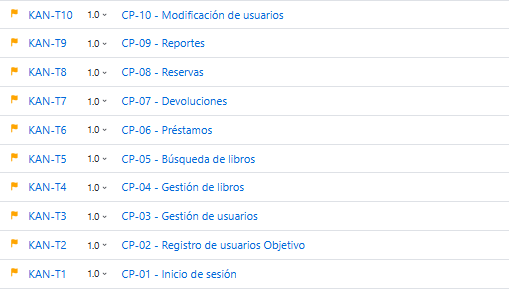 KAN-T10 1.0 CP-10 - Modificación de usuarios
KAN-T9 1.0 CP-09 - Reportes
KAN-T8 1.0 CP-08 - Reservas
KAN-T7 1.0 CP-07 - Devoluciones
KAN-T6 1.0 CP-06 - Préstamos
KAN-T5 1.0 CP-05 - Búsqueda de libros
KAN-T4 1.0 CP-04 - Gestión de libros
KAN-T3 1.0 CP-03 - Gestión de usuarios
KAN-T2 1.0 CP-02 - Registro de usuarios Objetivo
KAN-T1 1.0 CP-01 - Inicio de sesión